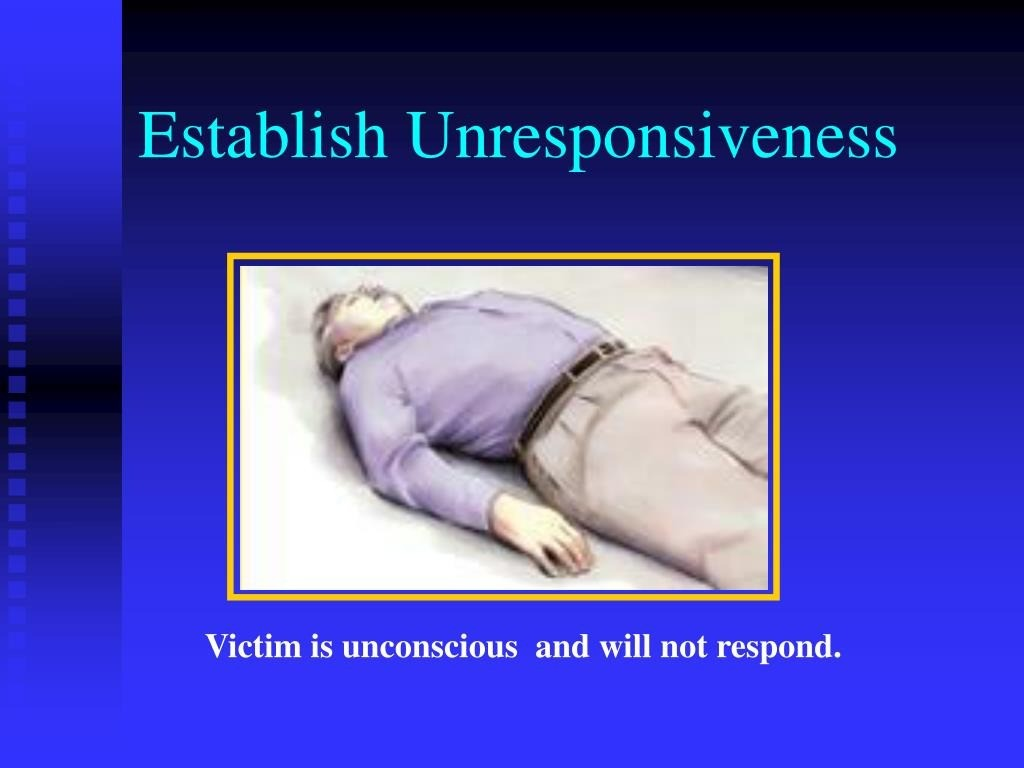 Establish Unresponsiveness
Victim is unconscious  and will not respond.